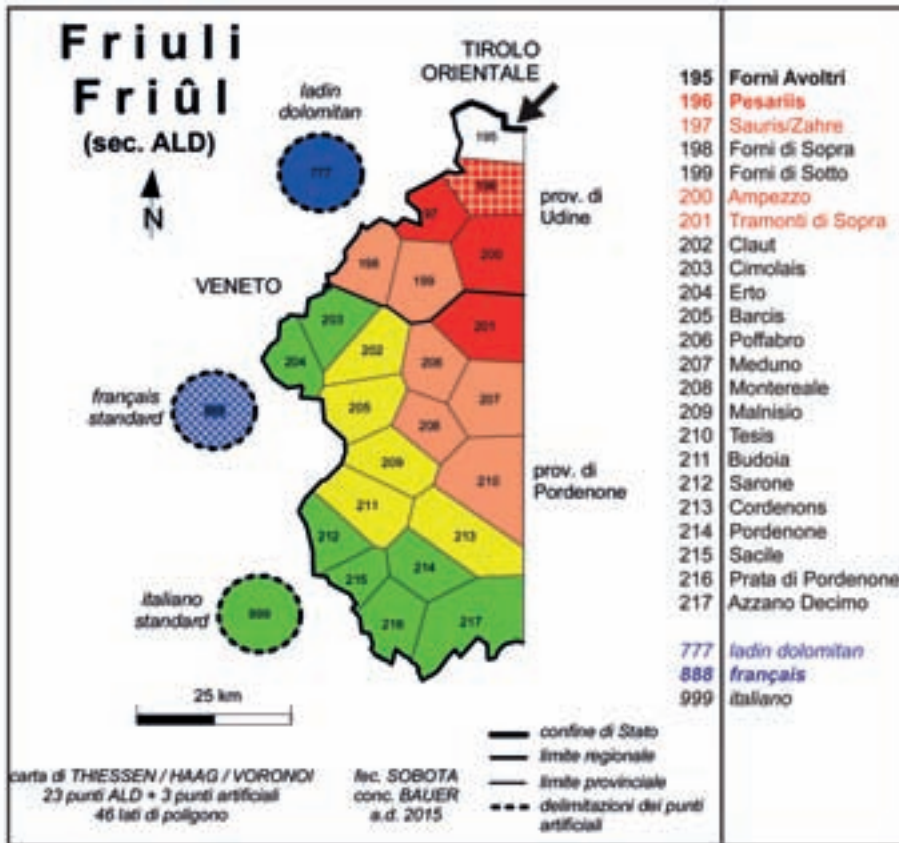 Friuli
Friûl
(sec. ALD)
N
ladin
dolomitan
777
TIROLO
ORIENTALE
VENETO
prov. di
Udine
prov. di
Pordenone
français
standard
888
italiano
standard
999
195
196
197
198
199
200
201
202
203
204
205
206
207
208
209
210
211
212
213
214
215
216
217
25 km
carta di THIESSEN / HAAG / VORONOI
23 punti ALD + 3 punti artificiali
46 lati di poligono
fec. SOBOTA
conc. BAUER
a.d. 2015
confine di Stato
limite regionale
limite provinciale
delimitazioni dei punti
artificiali
195 Forni Avoltri
196 Pesariis
197 Sauris/Zahre
198 Forni di Sopra
199 Forni di Sotto
200 Ampezzo
201 Tramonti di Sopra
202 Claut
203 Cimolais
204 Erto
205 Barcis
206 Poffabro
207 Meduno
208 Montereale
209 Malnisio
210 Tesis
211 Budoia
212 Sarone
213 Cordenons
214 Pordenone
215 Sacile
216 Prata di Pordenone
217 Azzano Decimo
777 ladin dolomitan
888 français
999 italiano